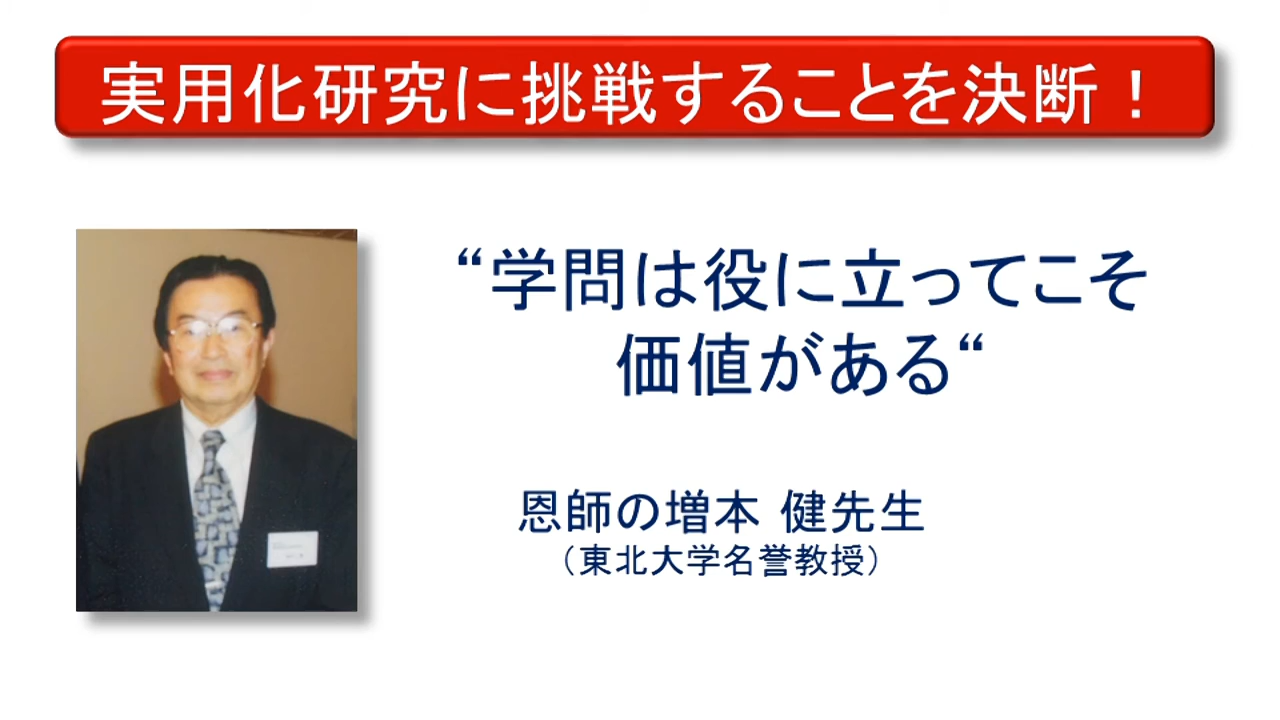 実用化研究に挑戦することを決断！
“学問は役に立ってこそ
価値がある“
恩師の増本 健先生
（東北大学名誉教授）